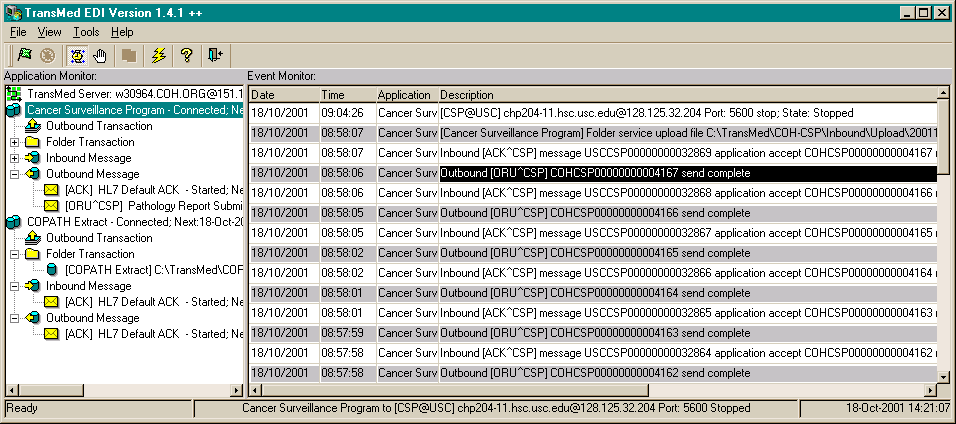 TransMed EDI Version 1.4.1 ++
File View Tools Help
Application Monitor:
TransMed Server: w30964.COH.ORG@151.1
Cancer Surveillance Program - Connected; Ne
Outbound Transaction
Folder Transaction
Inbound Message
Outbound Message
[ACK] HL7 Default ACK - Started; Ne
[ORU^CSP] Pathology Report Submi
COPATH Extract - Connected; Next:18-Oct-20
Outbound Transaction
Folder Transaction
[COPATH Extract] C:\TransMed\COF
Inbound Message
[ACK] HL7 Default ACK - Started; Ne
Outbound Message
[ACK] HL7 Default ACK - Started; Ne
Event Monitor:
Date Time Application Description
18/10/2001 09:04:26 Cancer Surv [CSP@USC] chp204-11.hsc.usc.edu@128.125.32.204 Port: 5600 stop; State: Stopped
18/10/2001 08:58:07 Cancer Surv [Cancer Surveillance Program] Folder service upload file C:\TransMed\COH-CSP\Inbound\Upload\20011
18/10/2001 08:58:07 Cancer Surv Inbound [ACK^CSP] message USCCSP00000000032869 application accept COHCSP00000000004167 r
18/10/2001 08:58:06 Cancer Surv Outbound [ORU^CSP] COHCSP00000000004167 send complete
18/10/2001 08:58:06 Cancer Surv Inbound [ACK^CSP] message USCCSP00000000032868 application accept COHCSP00000000004166 r
18/10/2001 08:58:05 Cancer Surv Outbound [ORU^CSP] COHCSP00000000004166 send complete
18/10/2001 08:58:05 Cancer Surv Inbound [ACK^CSP] message USCCSP00000000032867 application accept COHCSP00000000004165 r
18/10/2001 08:58:02 Cancer Surv Outbound [ORU^CSP] COHCSP00000000004165 send complete
18/10/2001 08:58:02 Cancer Surv Inbound [ACK^CSP] message USCCSP00000000032866 application accept COHCSP00000000004164 r
18/10/2001 08:58:01 Cancer Surv Outbound [ORU^CSP] COHCSP00000000004164 send complete
18/10/2001 08:58:01 Cancer Surv Inbound [ACK^CSP] message USCCSP00000000032865 application accept COHCSP00000000004163 r
18/10/2001 08:57:59 Cancer Surv Outbound [ORU^CSP] COHCSP00000000004163 send complete
18/10/2001 08:57:58 Cancer Surv Inbound [ACK^CSP] message USCCSP00000000032864 application accept COHCSP00000000004162 r
18/10/2001 08:57:58 Cancer Surv Outbound [ORU^CSP] COHCSP00000000004162 send complete
Ready Cancer Surveillance Program to [CSP@USC] chp204-11.hsc.usc.edu@128.125.32.204 Port: 5600 Stopped 18-Oct-2001 14:21:07